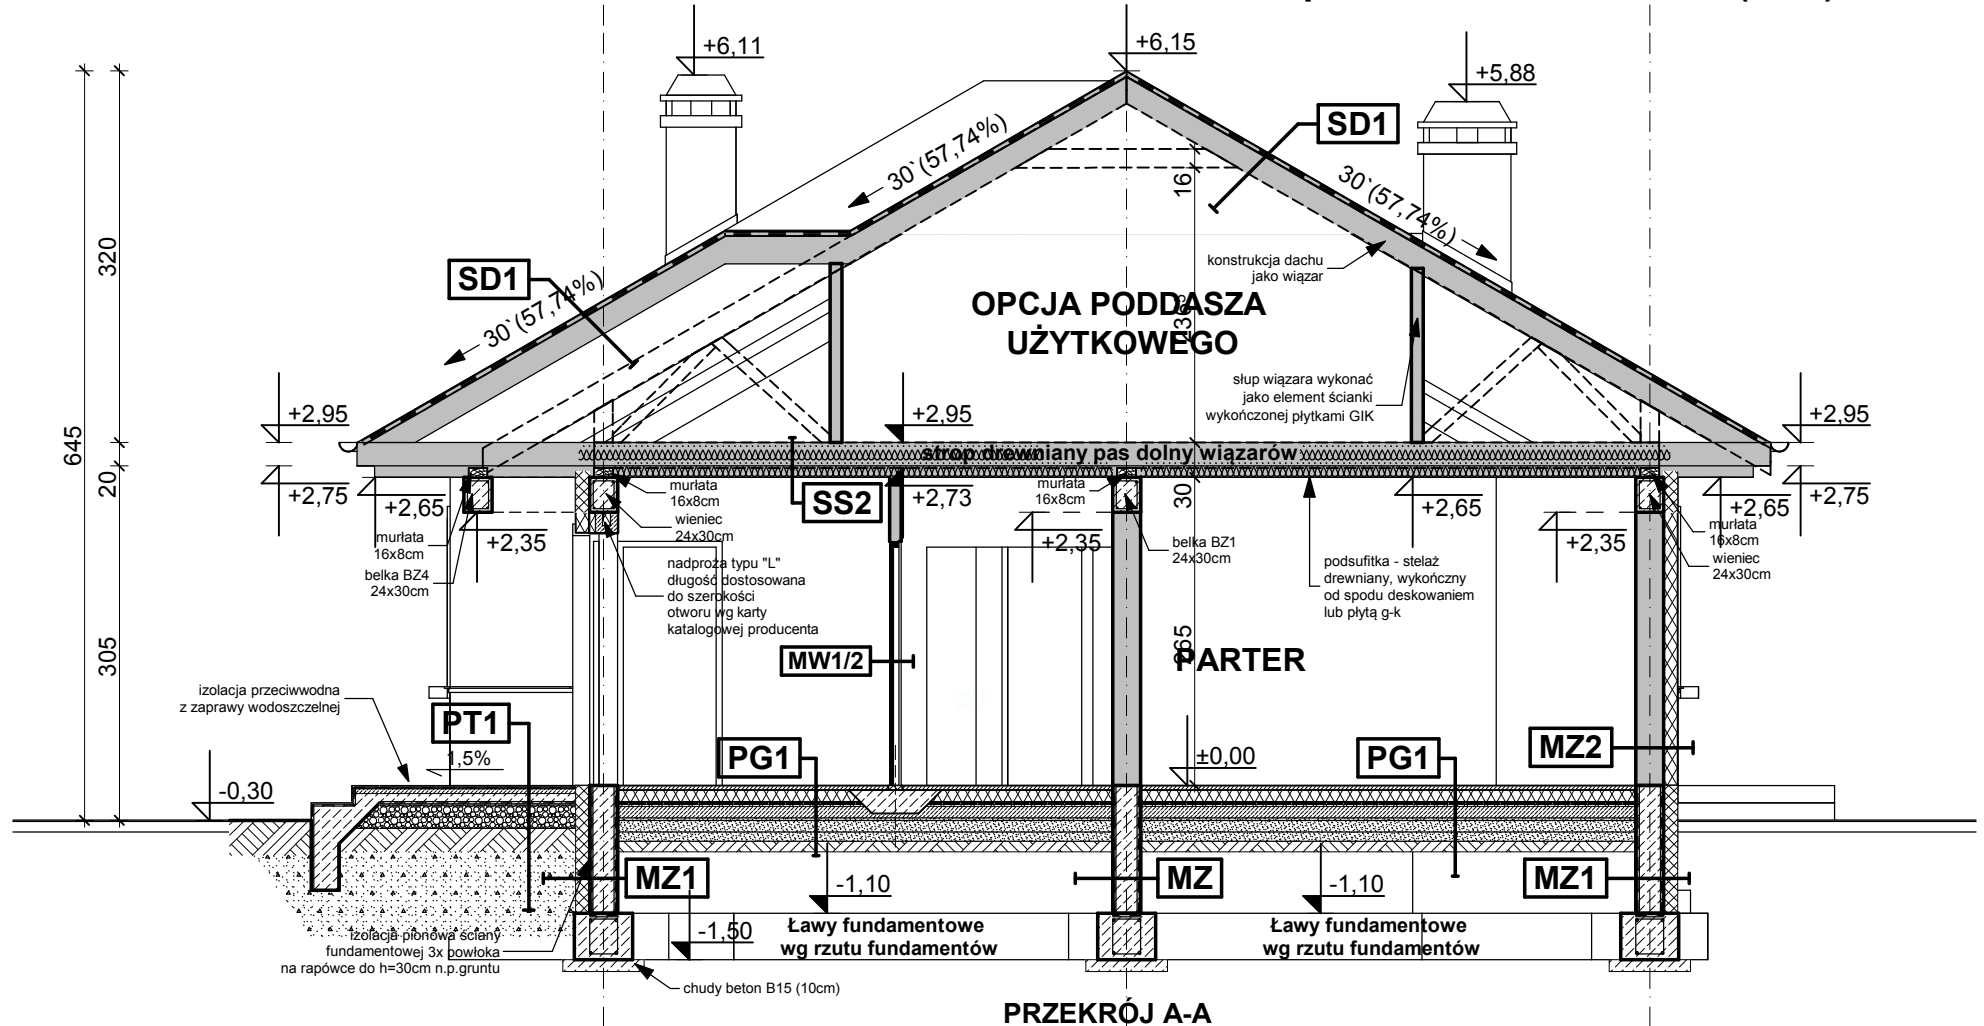 +6,11
+6,15
+5,88
SD1
30`(57,74%)
30`(57,74%)
16
320
konstrukcja dachu
jako wiązar
SD1
30`(57,74%)
OPCJA PODDASZA
UŻYTKOWEGO
słup wiązara wykonać
jako element ścianki
wykończonej płytkami GIK
+2,95
+2,95
+2,95
645
strop drewniany pas dolny wiązarów
20
+2,75
+2,65
murłata
16x8cm
SS2
+2,73
murłata
16x8cm
30
+2,65
+2,65
+2,75
wieniec
24x30cm
murłata
16x8cm
+2,35
+2,35
+2,35
murłata
16x8cm
belka BZ4
24x30cm
nadproża typu "L"
długość dostosowana
do szerokości
otworu wg karty
katalogowej producenta
belka BZ1
24x30cm
podsufitka - stelaż
drewniany, wykończny
od spodu deskowaniem
lub płytą g-k
wieniec
24x30cm
305
MW1/2
265
PARTER
izolacja przeciwwodna
z zaprawy wodoszczelnej
PT1
1,5%
PG1
±0,00
PG1
MZ2
-0,30
MZ1
-1,10
MZ
-1,10
MZ1
izolacja pionowa ściany
fundamentowej 3x powłoka
na rapówce do h=30cm n.p.gruntu
-1,50
Ławy fundamentowe
wg rzutu fundamentów
Ławy fundamentowe
wg rzutu fundamentów
chudy beton B15 (10cm)
PRZEKRÓJ A-A